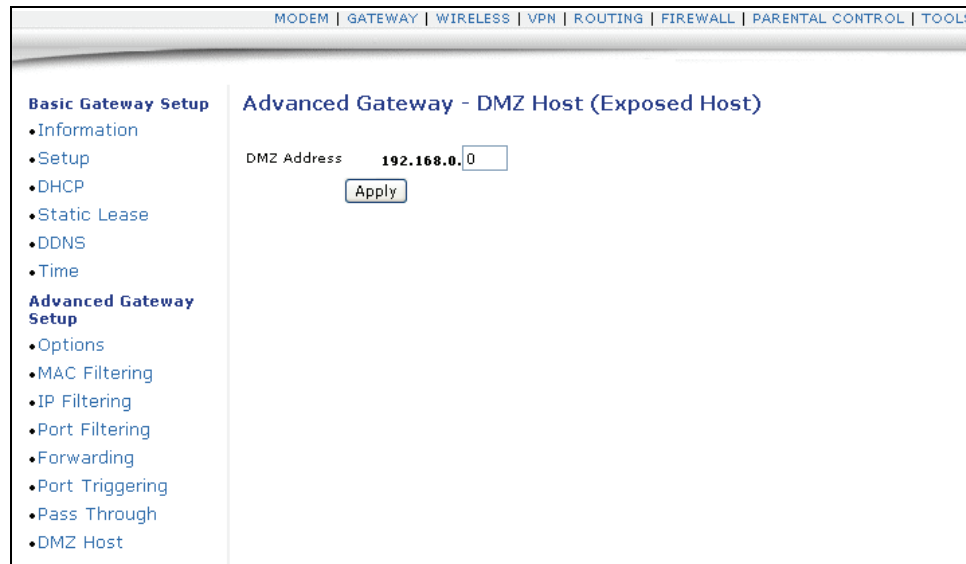 MODEM | GATEWAY | WIRELESS | VPN | ROUTING | FIREWALL | PARENTAL CONTROL | TOOLS
Basic Gateway Setup
•Information
•Setup
•DHCP
•Static Lease
•DDNS
•Time
Advanced Gateway
Setup
•Options
•MAC Filtering
•IP Filtering
•Port Filtering
•Forwarding
•Port Triggering
•Pass Through
•DMZ Host
Advanced Gateway - DMZ Host (Exposed Host)
DMZ Address 192.168.0. 0
Apply